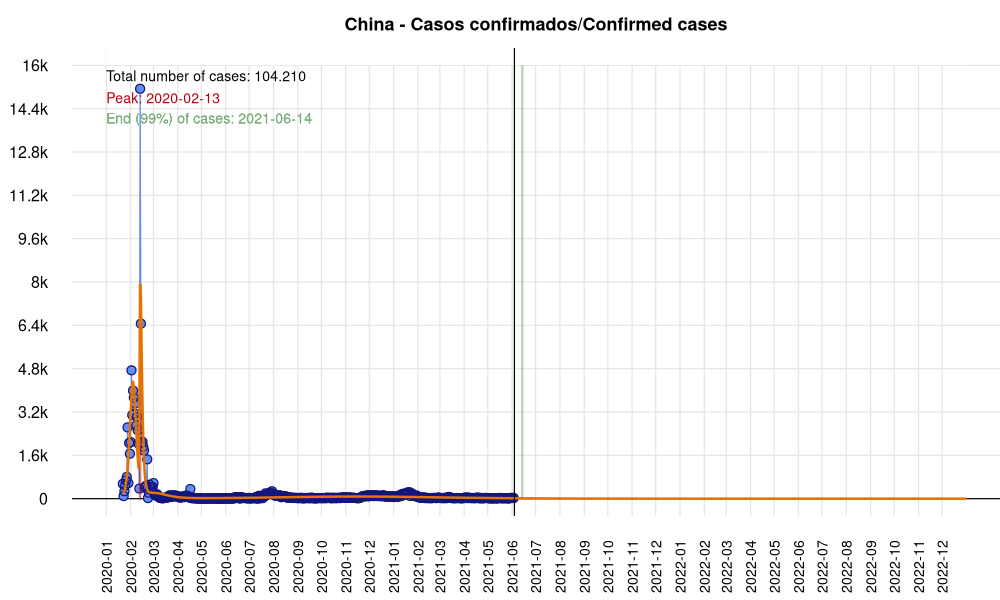 China - Casos confirmados/Confirmed cases
Total number of cases: 104.210
Peak: 2020-02-13
End (99%) of cases: 2021-06-14
16k
14.4k
12.8k
11.2k
9.6k
8k
6.4k
4.8k
3.2k
1.6k
0
2020-01
2020-02
2020-03
2020-04
2020-05
2020-06
2020-07
2020-08
2020-09
2020-10
2020-11
2020-12
2021-01
2021-02
2021-03
2021-04
2021-05
2021-06
2021-07
2021-08
2021-09
2021-10
2021-11
2021-12
2022-01
2022-02
2022-03
2022-04
2022-05
2022-06
2022-07
2022-08
2022-09
2022-10
2022-11
2022-12